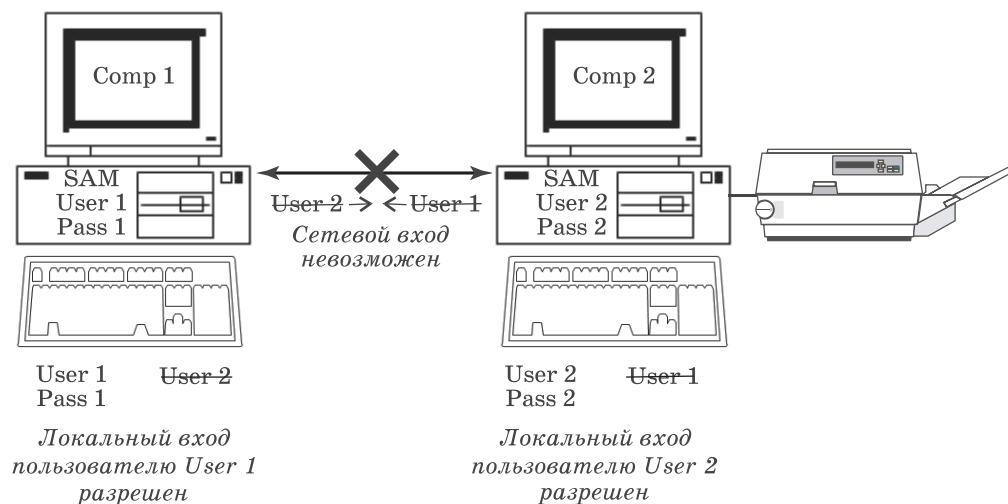 Comp 1
Comp 2
SAM
User 1
Pass 1
User 2 User 1
Сетевой вход
невозможен
SAM
User 2
Pass 2
User 1 User 2
Pass 1
Локальный вход
пользователю User 1
разрешен
User 2 User 1
Pass 2
Локальный вход
пользователю User 2
разрешен